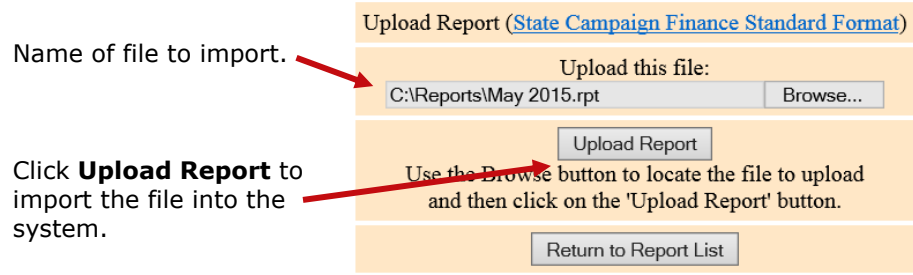 Upload Report (State Campaign Finance Standard Format)
Name of file to import.
Upload this file:
C:\Reports\May 2015.rpt
Browse...
Upload Report
Click Upload Report to
import the file into the
system.
Use the Browse button to locate the file to upload
and then click on the 'Upload Report' button.
Return to Report List